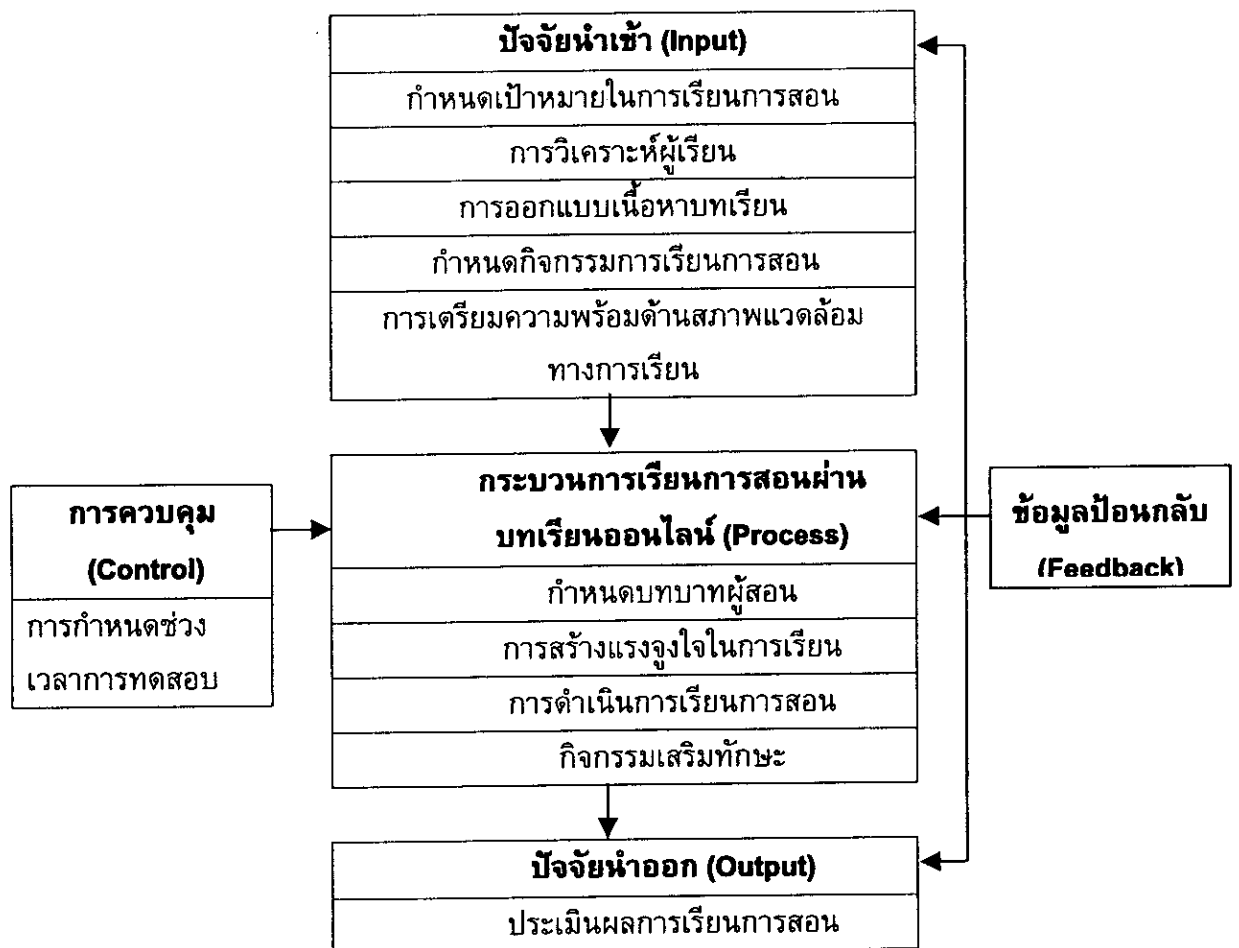 ปัจจัยนำเข้า (Input)
กำหนดเป้าหมายในการเรียนการสอน
การวิเคราะห์ผู้เรียน
การออกแบบเนื้อหาบทเรียน
กำหนดกิจกรรมการเรียนการสอน
การเตรียมความพร้อมด้านสภาพแวดล้อม
ทางการเรียน
การควบคุม
(Control)
การกำหนดช่วง
เวลาการทดสอบ
กระบวนการเรียนการสอนผ่าน
บทเรียนออนไลน์ (Process)
กำหนดบทบาทผู้สอน
การสร้างแรงจูงใจในการเรียน
การดำเนินการเรียนการสอน
กิจกรรมเสริมทักษะ
ข้อมูลป้อนกลับ
(Feedback)
ปัจจัยนำออก (Output)
ประเมินผลการเรียนการสอน